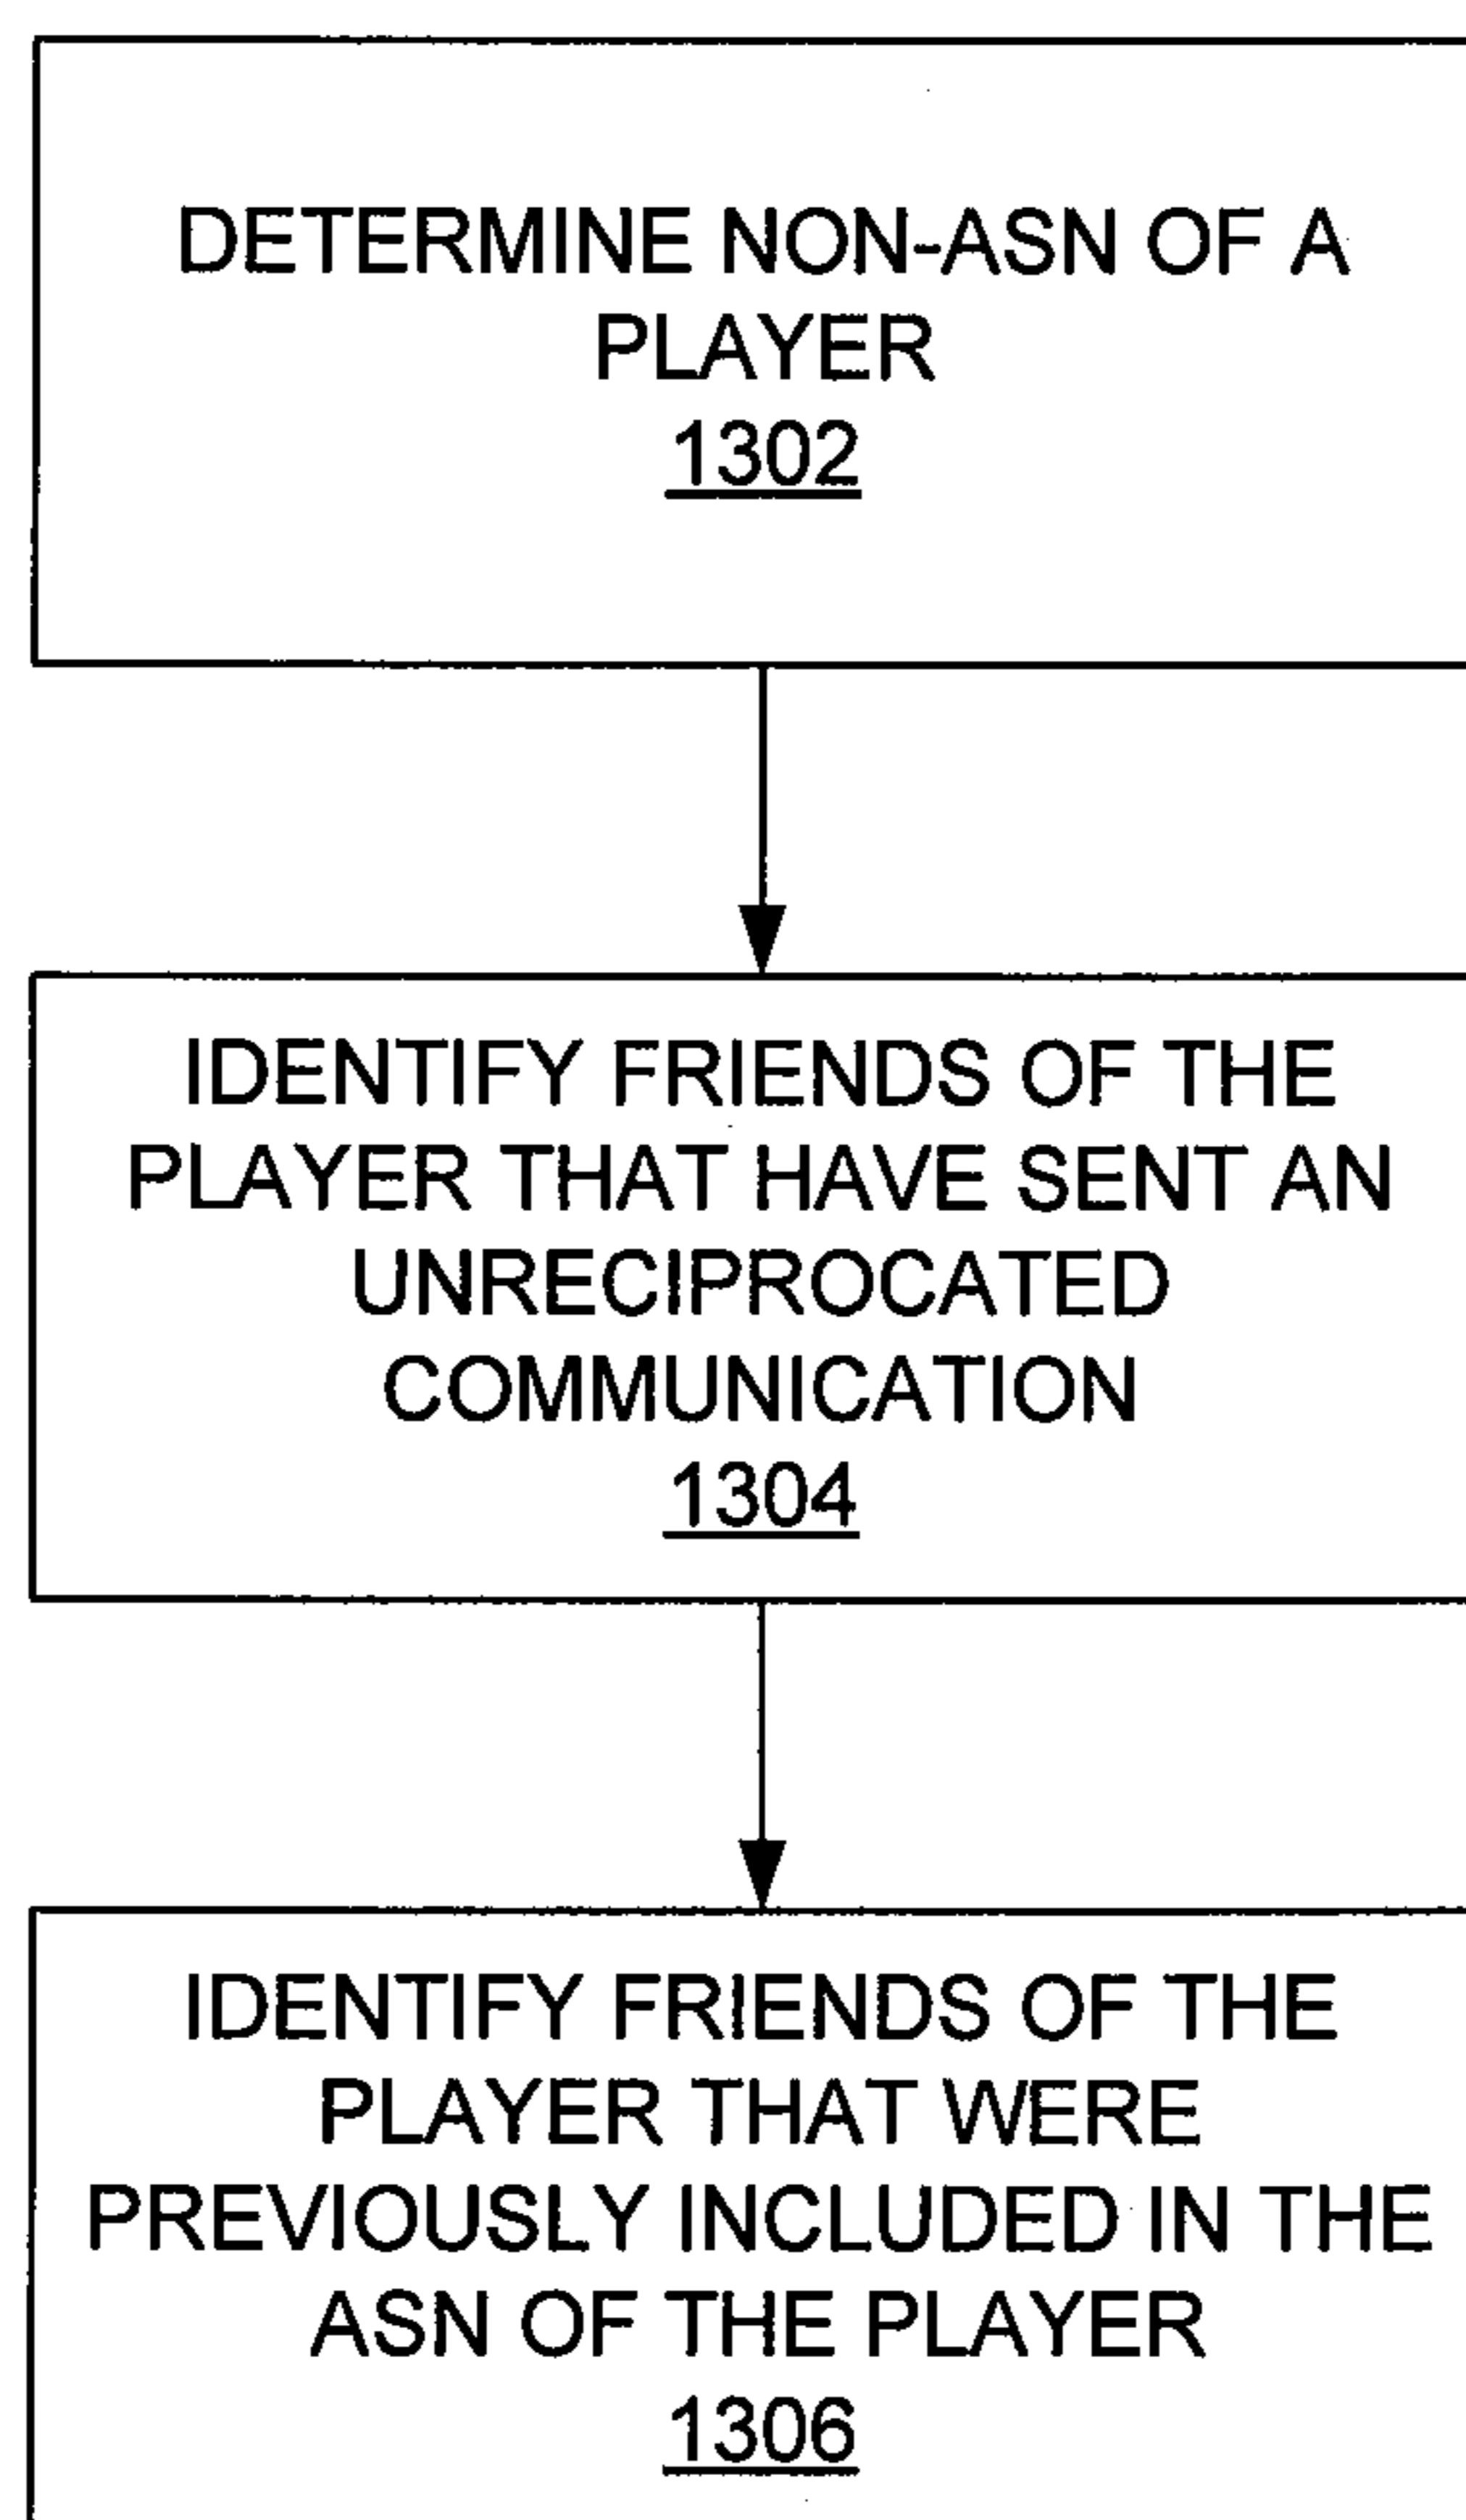 DETERMINE NON-ASN OF A
PLAYER
1302
IDENTIFY FRIENDS OF THE
PLAYER THAT HAVE SENT AN
UNRECIPROCATED
COMMUNICATION
1304
IDENTIFY FRIENDS OF THE
PLAYER THAT WERE
PREVIOUSLY INCLUDED IN THE
ASN OF THE PLAYER
1306